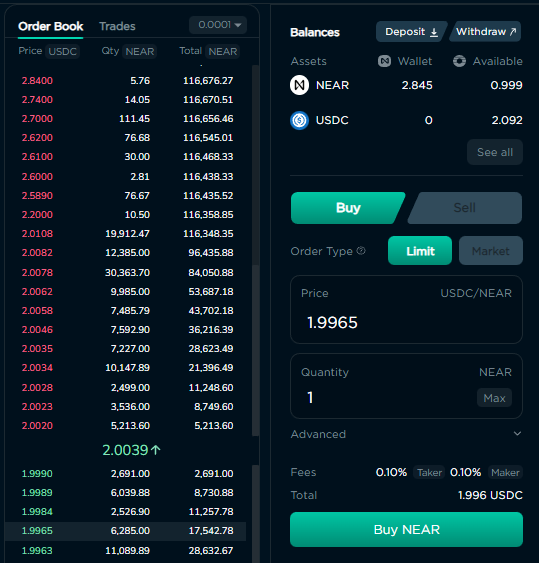 Order Book Trades 0.0001
Price USDC Qty NEAR Total NEAR
2.8400 5.76 116,676.27
2.7400 14.05 116,670.51
2.7000 111.45 116,656.46
2.6200 76.68 116,545.01
2.6100 30.00 116,468.33
2.6000 2.81 116,438.33
2.5890 76.67 116,435.52
2.2000 10.50 116,358.85
2.0108 19,912.47 116,348.35
2.0082 12,385.00 96,435.88
2.0078 30,363.70 84,050.88
2.0062 9,985.00 53,687.18
2.0058 7,485.79 43,702.18
2.0046 7,592.90 36,216.39
2.0035 7,227.00 28,623.49
2.0034 10,147.89 21,396.49
2.0028 2,499.00 11,248.60
2.0023 3,536.00 8,749.60
2.0020 5,213.60 5,213.60
2.0039↑
1.9990 2,691.00 2,691.00
1.9989 6,039.88 8,730.88
1.9984 2,526.90 11,257.78
1.9965 6,285.00 17,542.78
1.9963 11,089.89 28,632.67
Balances Deposit Withdraw
Assets Wallet Available
NEAR 2.845 0.999
USDC 0 2.092
See all
Buy Sell
Order Type Limit Market
Price USDC/NEAR
1.9965
Quantity NEAR
1 Max
Advanced
Fees 0.10% Taker 0.10% Maker
Total 1.996 USDC
Buy NEAR